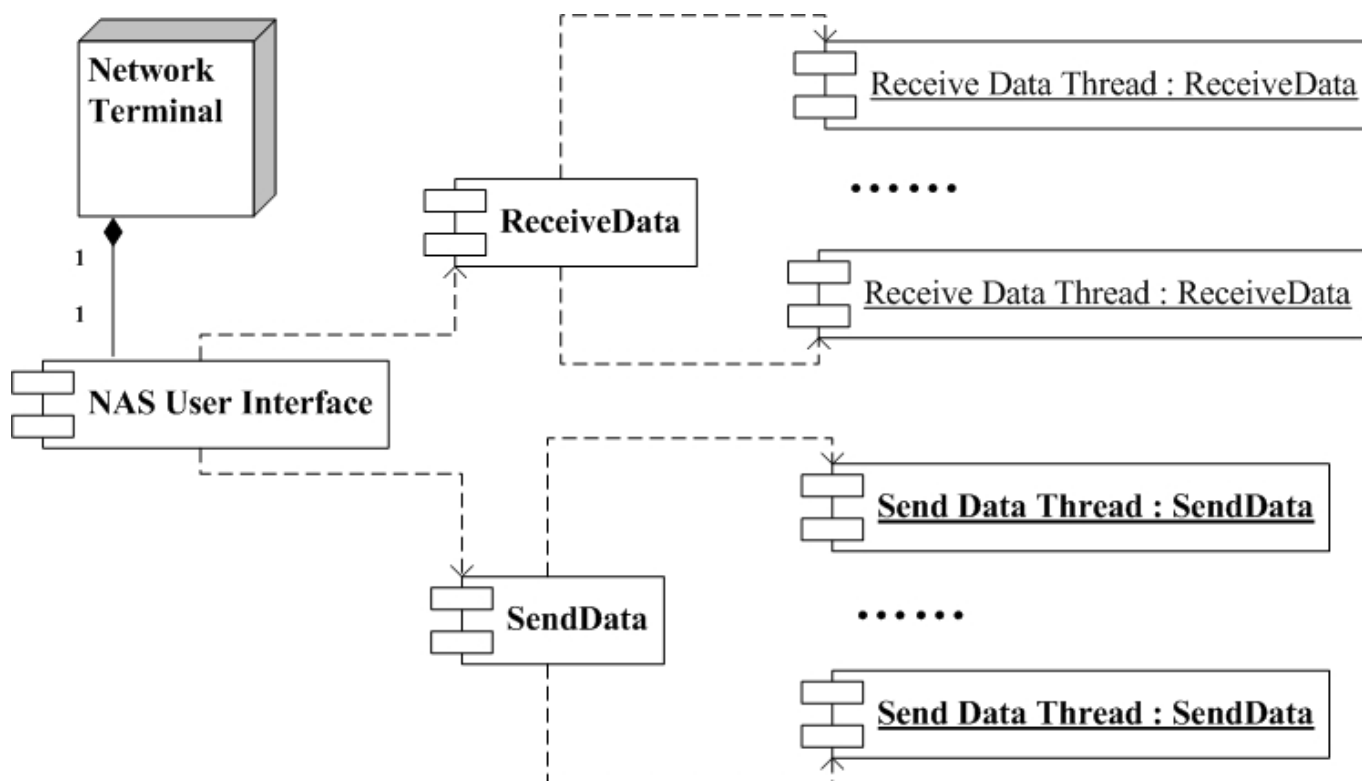 Network
Terminal
1
1
NAS User Interface
ReceiveData
Receive Data Thread : ReceiveData
......
Receive Data Thread : ReceiveData
SendData
Send Data Thread : SendData
......
Send Data Thread : SendData